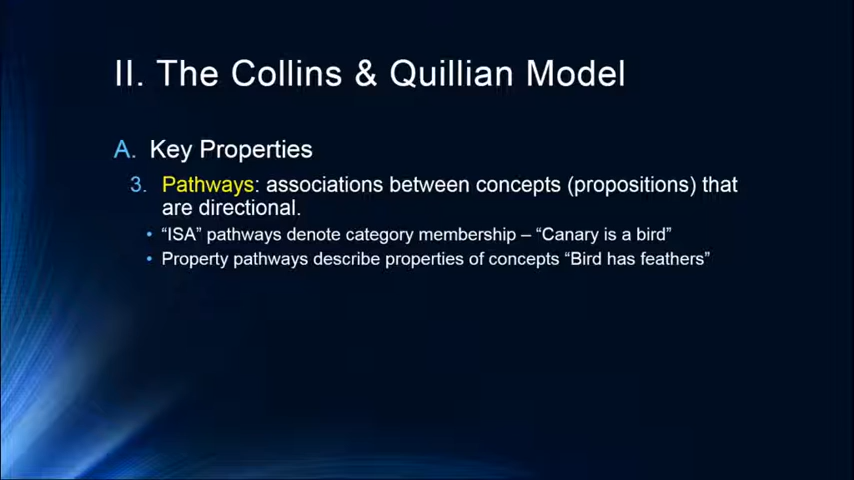 II. The Collins & Quillian Model
A. Key Properties
3. Pathways: associations between concepts (propositions) that
are directional.
• “ISA” pathways denote category membership – “Canary is a bird”
• Property pathways describe properties of concepts “Bird has feathers”